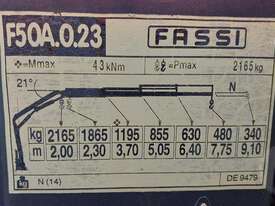 F50A.0.23 FASSI
Mmax 43 kNm Pmax 2165 kg
21° N
kg 2165 1865 1195 855 630 480 340
m 2,00 2,30 3,70 5,05 6,40 7,75 9,10
N (14) DE 9479